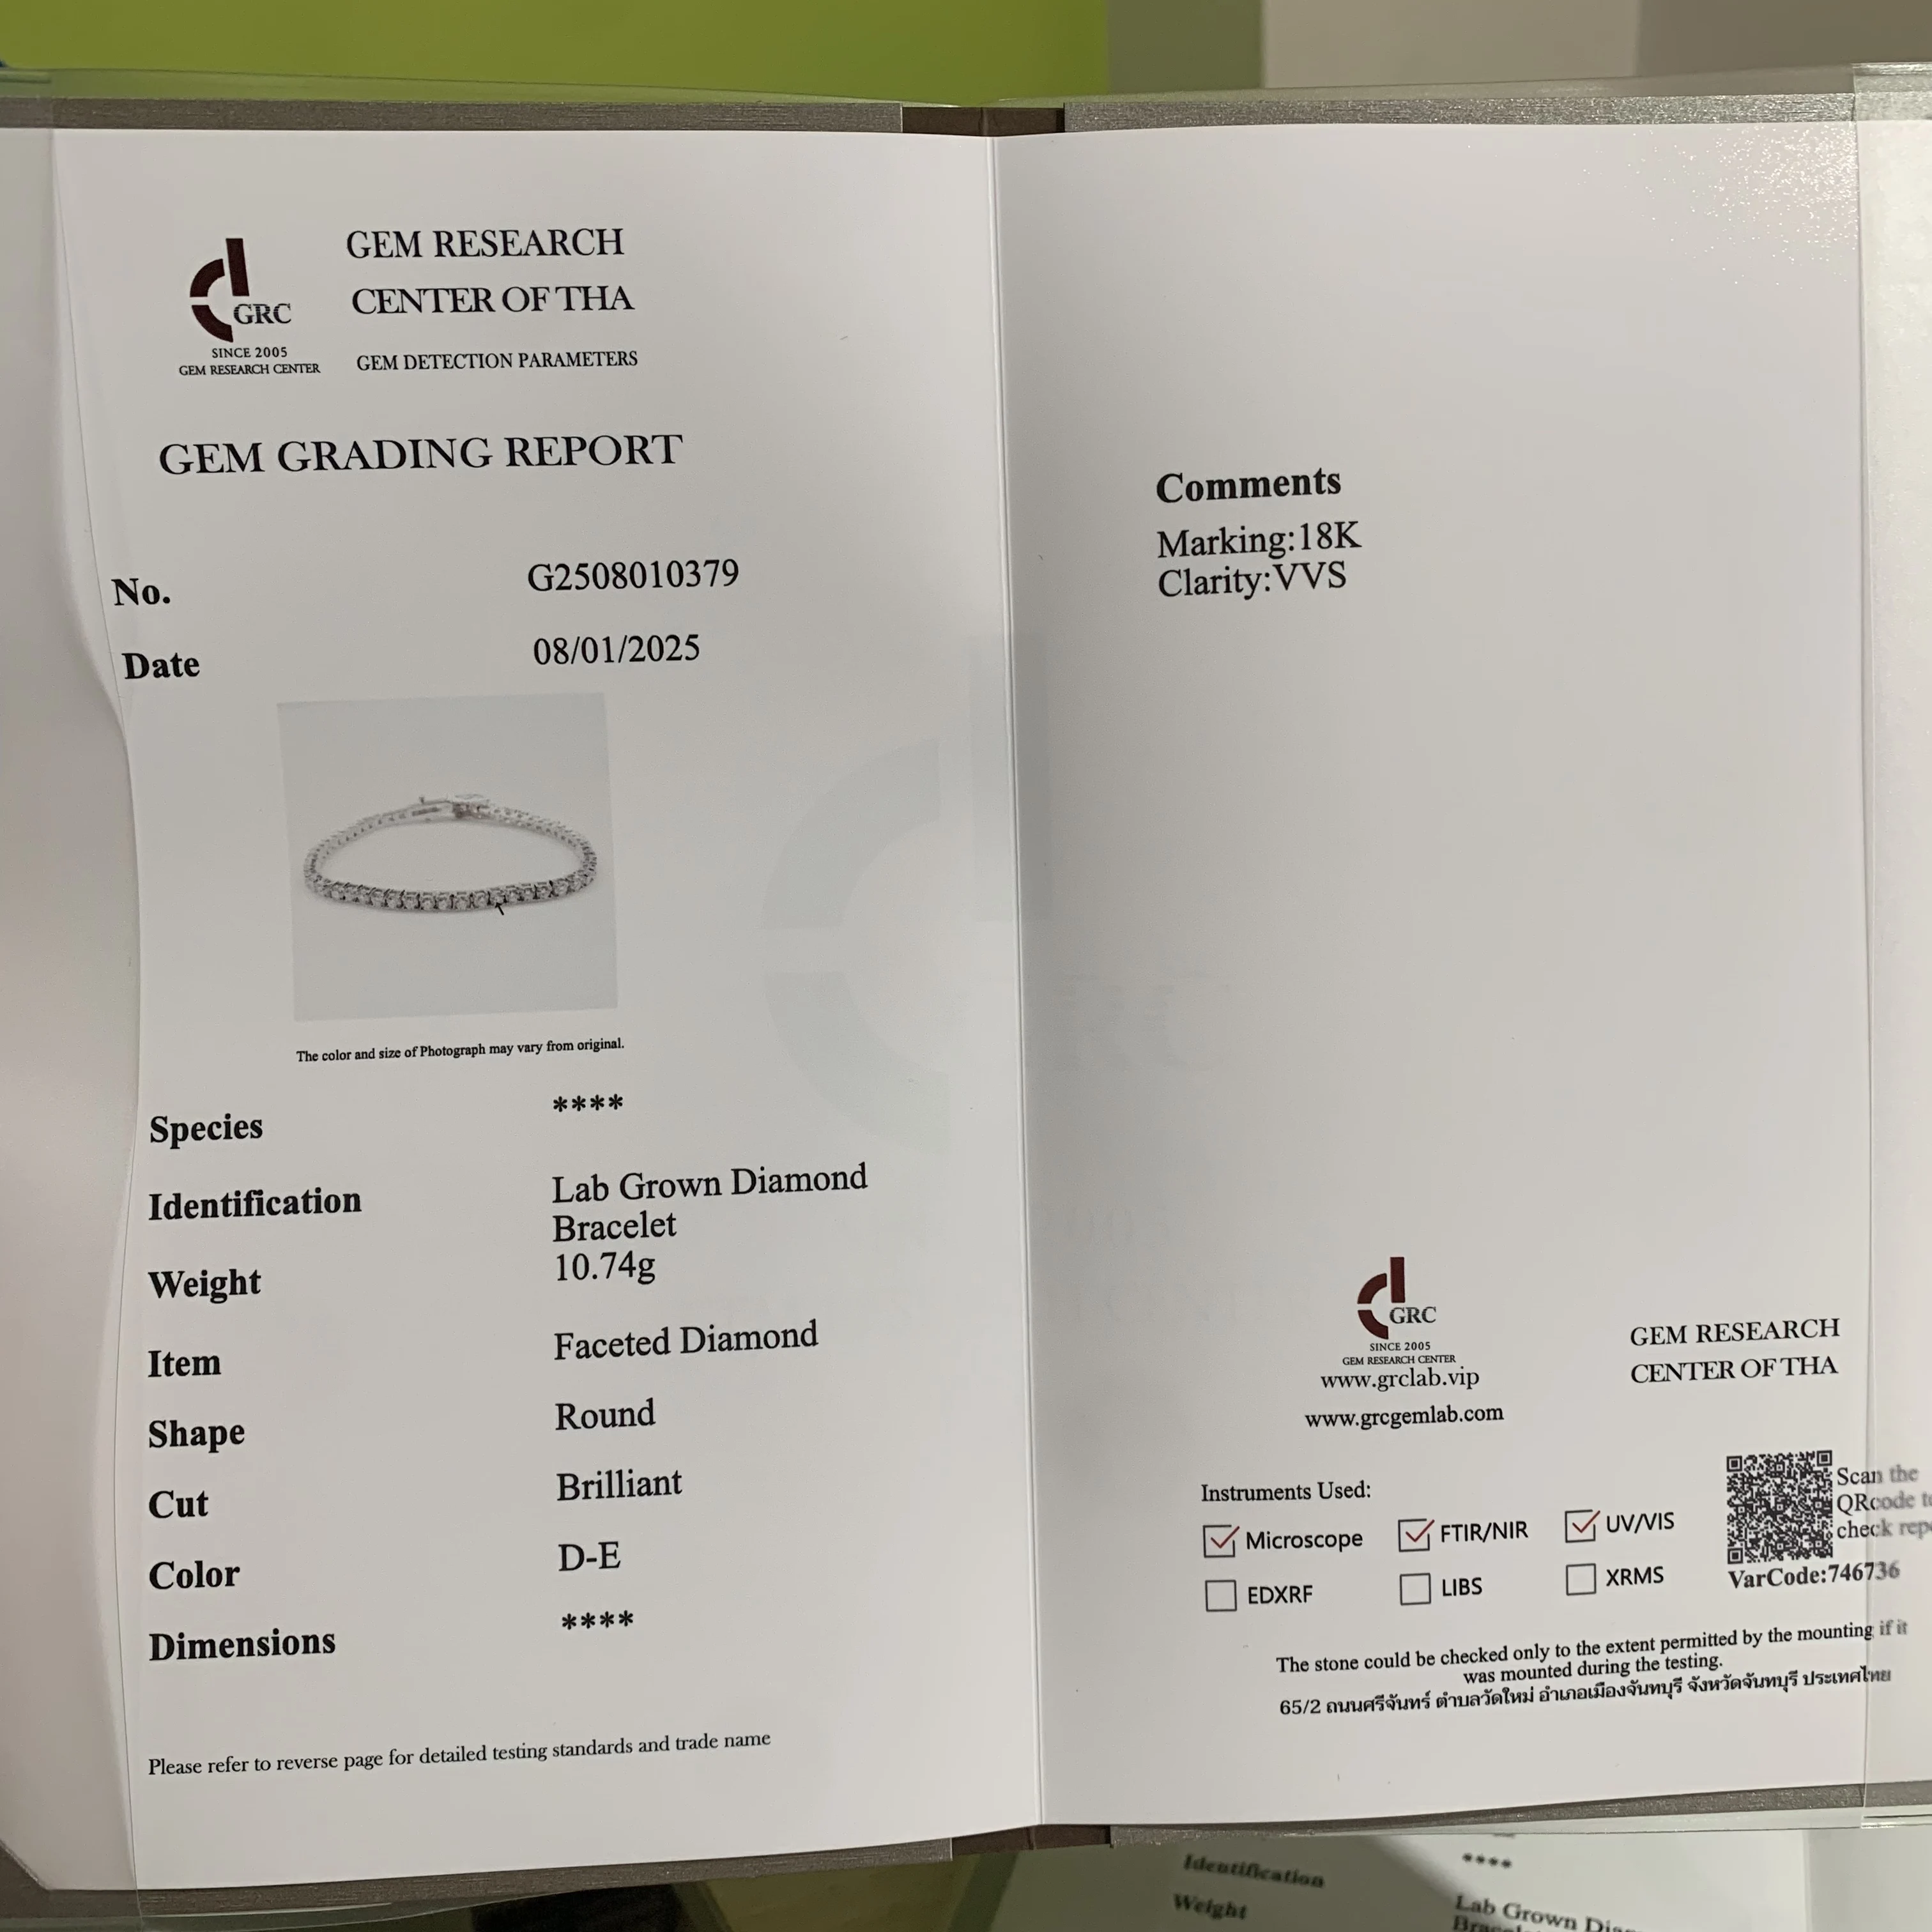 GRC
SINCE 2005
GEM RESEARCH CENTER
GEM RESEARCH
CENTER OF THA
GEM DETECTION PARAMETERS
GEM GRADING REPORT
No. G2508010379
Date 08/01/2025
The color and size of Photograph may vary from original.
Species ****
Identification Lab Grown Diamond
Bracelet
Weight 10.74g
Item Faceted Diamond
Shape Round
Cut Brilliant
Color D-E
Dimensions ****
Please refer to reverse page for detailed testing standards and trade name
Comments
Marking:18K
Clarity:VVS
GRC
SINCE 2005
GEM RESEARCH CENTER
www.grclab.vip
www.grcgemlab.com
GEM RESEARCH
CENTER OF THA
Instruments Used:
Microscope FTIR/NIR UV/VIS
EDXRF LIBS XRMS
Scan the
QRcode
check
VarCode:746736
The stone could be checked only to the extent permitted by the mounting if it
was mounted during the testing.
65/2 ถนนศรีจันทร์ ตำบลวัดใหม่ อำเภอเมืองจันทบุรี จังหวัดจันทบุรี ประเทศไทย
****
Identification
Weight
Lab Grown